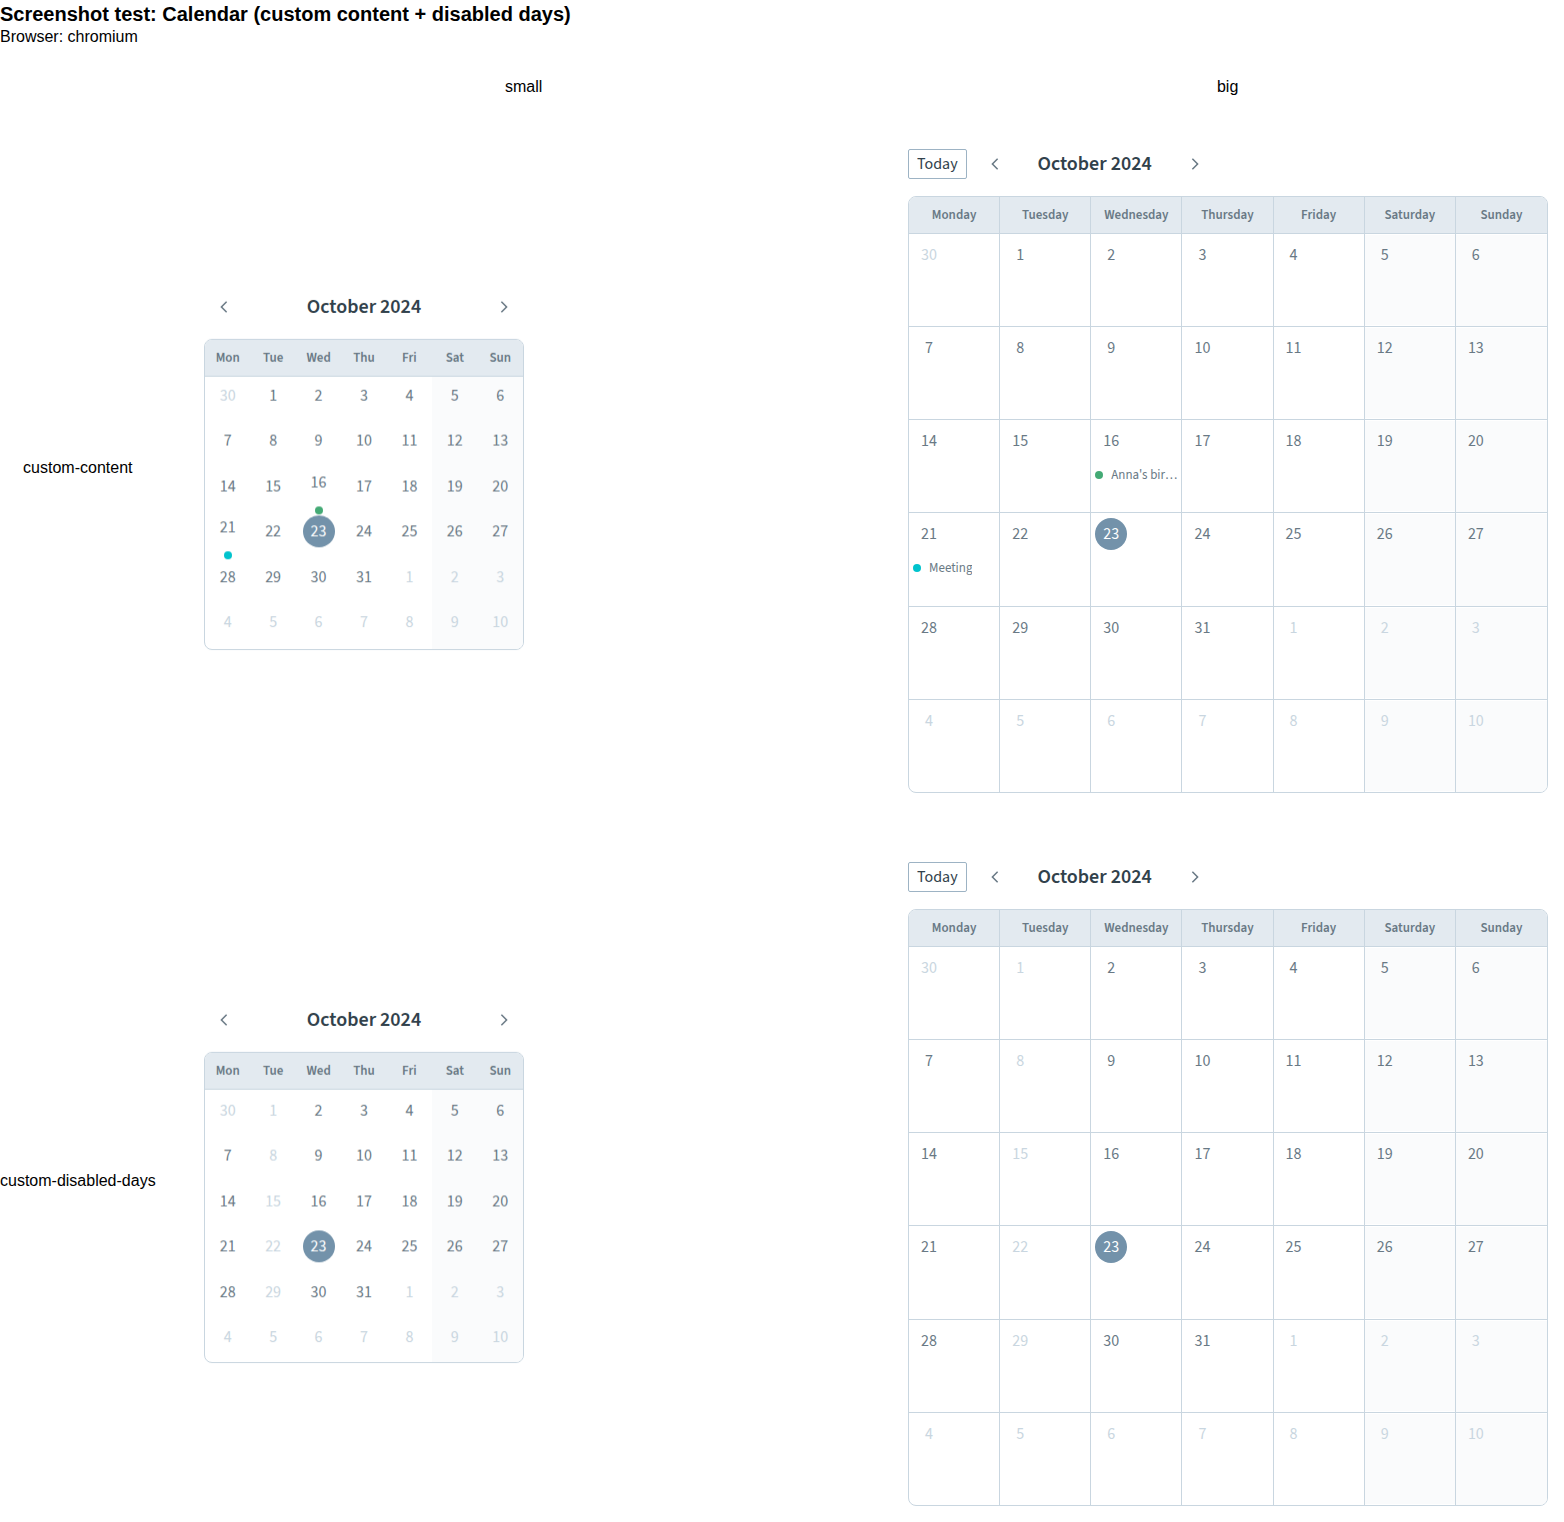 Screenshot test: Calendar (custom content + disabled days)
Browser: chromium
small big
custom-content
October 2024
Mon Tue Wed Thu Fri Sat Sun
30 1 2 3 4 5 6
7 8 9 10 11 12 13
14 15 16 17 18 19 20
21 22 23 24 25 26 27
28 29 30 31 1 2 3
4 5 6 7 8 9 10
Today October 2024
Monday Tuesday Wednesday Thursday Friday Saturday Sunday
30 1 2 3 4 5 6
7 8 9 10 11 12 13
14 15 16 17 18 19 20
Anna's bir...
21 22 23 24 25 26 27
Meeting
28 29 30 31 1 2 3
4 5 6 7 8 9 10
custom-disabled-days
October 2024
Mon Tue Wed Thu Fri Sat Sun
30 1 2 3 4 5 6
7 8 9 10 11 12 13
14 15 16 17 18 19 20
21 22 23 24 25 26 27
28 29 30 31 1 2 3
4 5 6 7 8 9 10
Today October 2024
Monday Tuesday Wednesday Thursday Friday Saturday Sunday
30 1 2 3 4 5 6
7 8 9 10 11 12 13
14 15 16 17 18 19 20
21 22 23 24 25 26 27
28 29 30 31 1 2 3
4 5 6 7 8 9 10